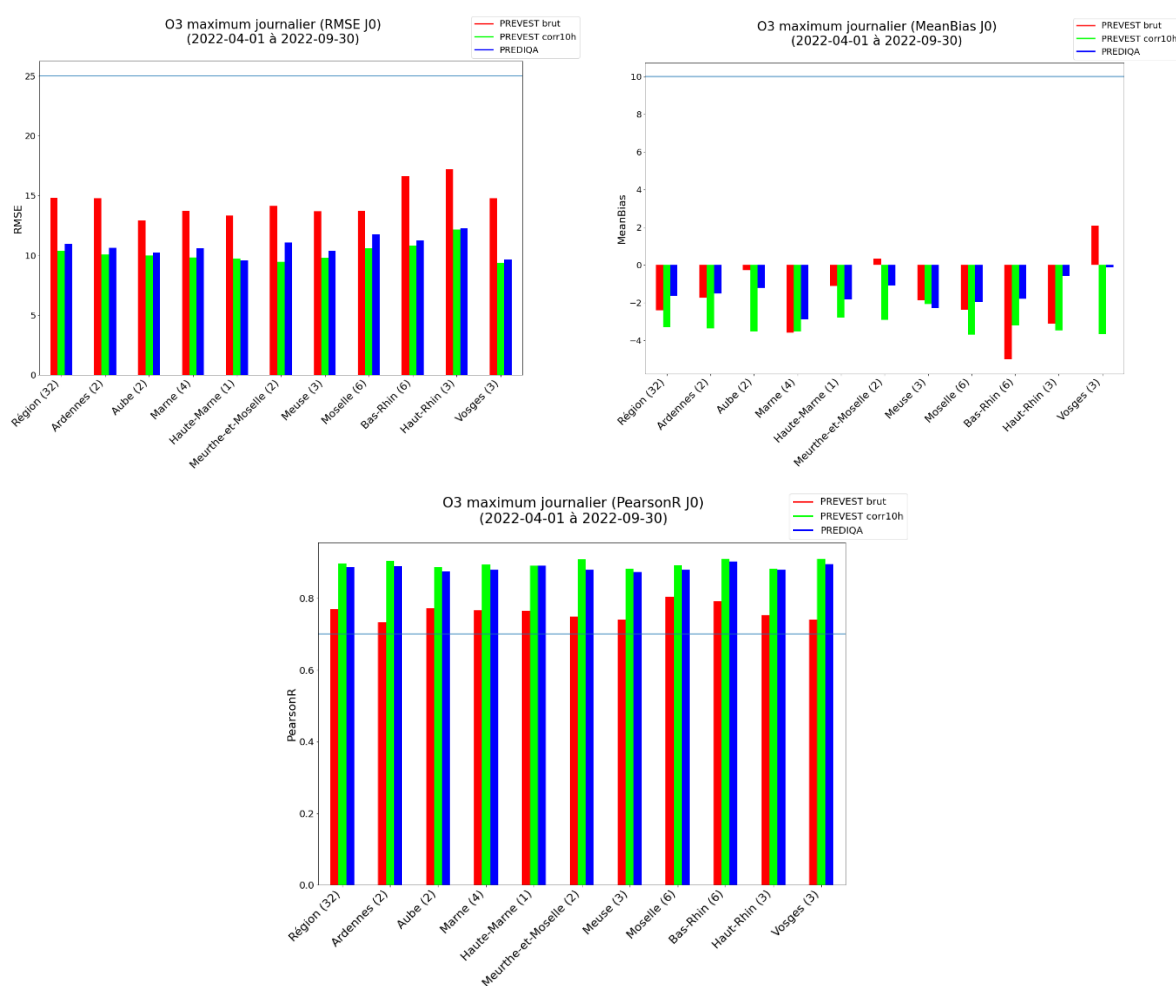 O3 maximum journalier (RMSE J0)
(2022-04-01 à 2022-09-30)
PREVEST brut
PREVEST corr10h
PREDIQA
RMSE
25
20
15
10
5
0
Région (32)
Ardennes (2)
Aube (2)
Marne (4)
Haute-Marne (1)
Meurthe-et-Moselle (2)
Meuse (3)
Moselle (6)
Bas-Rhin (6)
Haut-Rhin (3)
Vosges (3)
O3 maximum journalier (MeanBias J0)
(2022-04-01 à 2022-09-30)
PREVEST brut
PREVEST corr10h
PREDIQA
MeanBias
10
8
6
4
2
0
−2
−4
Région (32)
Ardennes (2)
Aube (2)
Marne (4)
Haute-Marne (1)
Meurthe-et-Moselle (2)
Meuse (3)
Moselle (6)
Bas-Rhin (6)
Haut-Rhin (3)
Vosges (3)
O3 maximum journalier (PearsonR J0)
(2022-04-01 à 2022-09-30)
PREVEST brut
PREVEST corr10h
PREDIQA
PearsonR
0.8
0.6
0.4
0.2
0.0
Région (32)
Ardennes (2)
Aube (2)
Marne (4)
Haute-Marne (1)
Meurthe-et-Moselle (2)
Meuse (3)
Moselle (6)
Bas-Rhin (6)
Haut-Rhin (3)
Vosges (3)